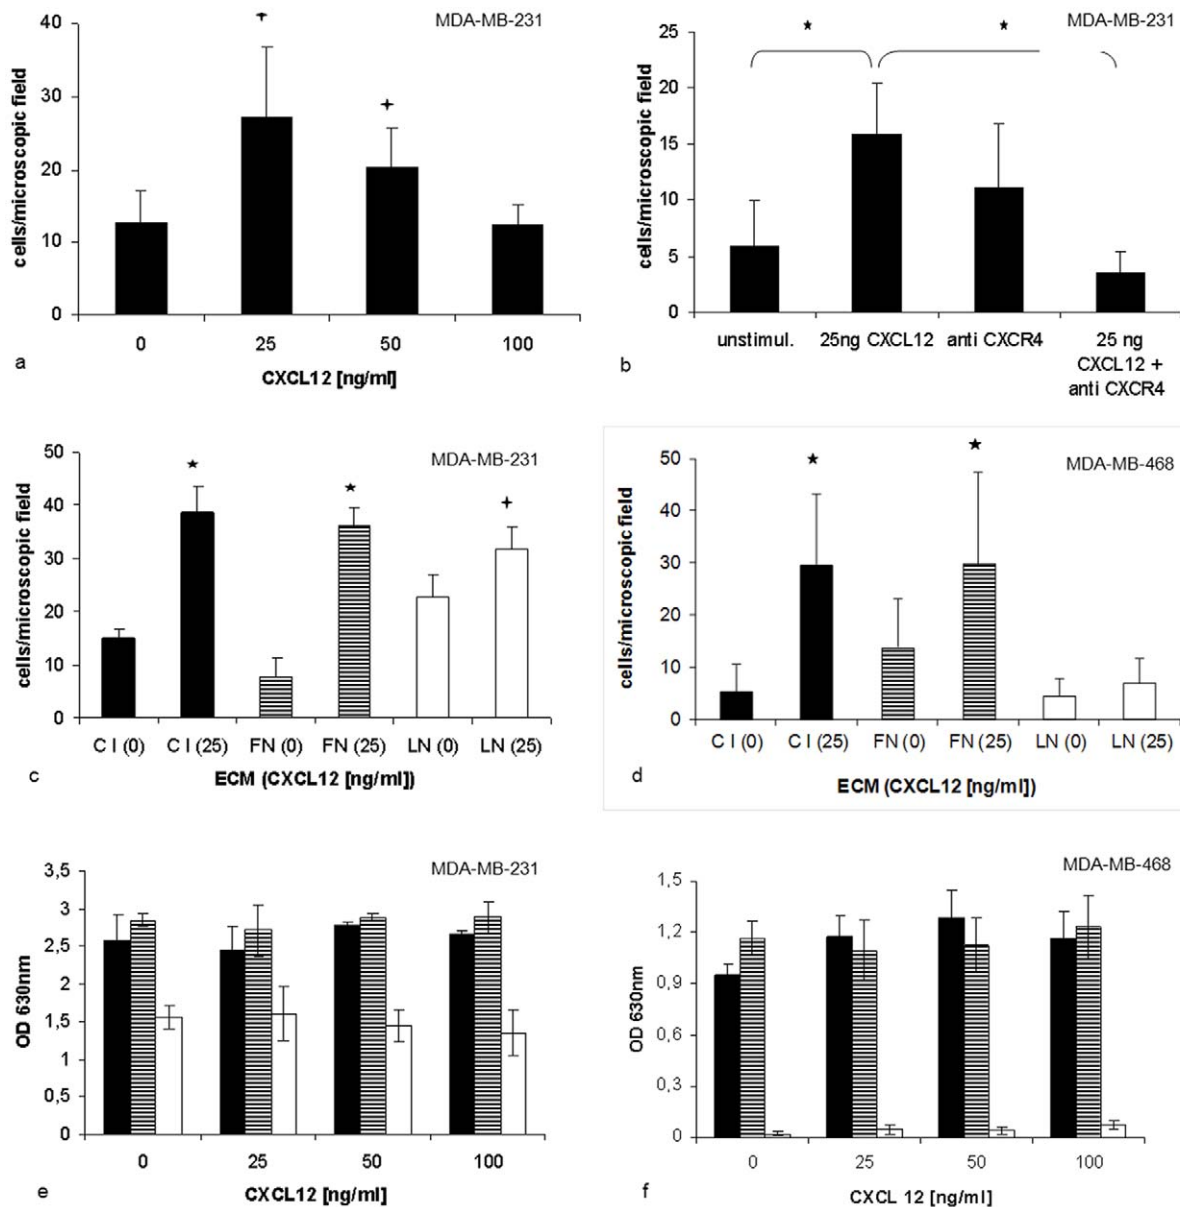 MDA-MB-231
cells/microscopic field
40
30
20
10
0
0 25 50 100
CXCL12 [ng/ml]
a
MDA-MB-231
cells/microscopic field
25
20
15
10
5
0
unstimul. 25ng CXCL12 anti CXCR4 25 ng
CXCL12 +
anti CXCR4
b
MDA-MB-231
cells/microscopic field
50
40
30
20
10
0
C I (0) C I (25) FN (0) FN (25) LN (0) LN (25)
ECM (CXCL12 [ng/ml])
c
MDA-MB-468
cells/microscopic field
50
40
30
20
10
0
C I (0) C I (25) FN (0) FN (25) LN (0) LN (25)
ECM (CXCL12 [ng/ml])
d
MDA-MB-231
OD 630nm
3,5
3
2,5
2
1,5
1
0,5
0
0 25 50 100
CXCL12 [ng/ml]
e
MDA-MB-468
OD 630nm
1,5
1,2
0,9
0,6
0,3
0
0 25 50 100
CXCL 12 [ng/ml]
f